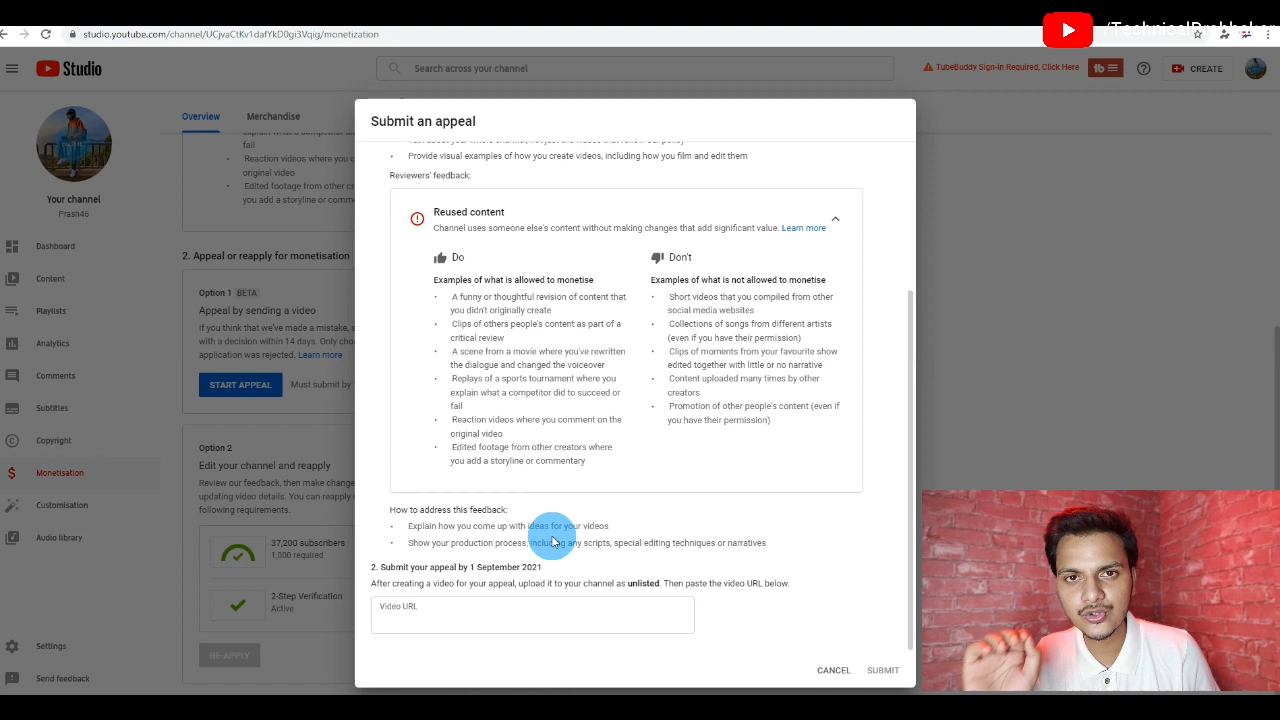 /TechnicalPrabhaker
studio.youtube.com/channel/UCjvaCtKv1dafYkD0gi3Vqig/monetization
Studio
Search across your channel
TubeBuddy Sign-In Required, Click Here
tb
CREATE
Your channel
Prash46
Dashboard
Content
Playlists
Analytics
Comments
Subtitles
Copyright
Monetisation
Customisation
Audio library
Settings
Send feedback
Overview
Merchandise
fail
Reaction videos where you c
original video
Edited footage from other cr
you add a storyline or comm
2. Appeal or reapply for monetisation
Option 1 BETA
Appeal by sending a video
If you think that we've made a mistake, s
with a decision within 14 days. Only choo
application was rejected. Learn more
START APPEAL
Must submit by
Option 2
Edit your channel and reapply
Review our feedback, then make change
updating video details. You can reapply
following requirements.
37,200 subscribers
1,000 required
2-Step Verification
Active
RE-APPLY
Submit an appeal
• Provide visual examples of how you create videos, including how you film and edit them
Reviewers' feedback:
Reused content
Channel uses someone else's content without making changes that add significant value. Learn more
Do
Examples of what is allowed to monetise
• A funny or thoughtful revision of content that
you didn't originally create
• Clips of others people's content as part of a
critical review
• A scene from a movie where you've rewritten
the dialogue and changed the voiceover
• Replays of a sports tournament where you
explain what a competitor did to succeed or
fail
• Reaction videos where you comment on the
original video
• Edited footage from other creators where
you add a storyline or commentary
Don't
Examples of what is not allowed to monetise
• Short videos that you compiled from other
social media websites
• Collections of songs from different artists
(even if you have their permission)
• Clips of moments from your favourite show
edited together with little or no narrative
• Content uploaded many times by other
creators
• Promotion of other people's content (even if
you have their permission)
How to address this feedback:
• Explain how you come up with ideas for your videos
• Show your production process, including any scripts, special editing techniques or narratives
2. Submit your appeal by 1 September 2021
After creating a video for your appeal, upload it to your channel as unlisted. Then paste the video URL below.
Video URL
CANCEL
SUBMIT